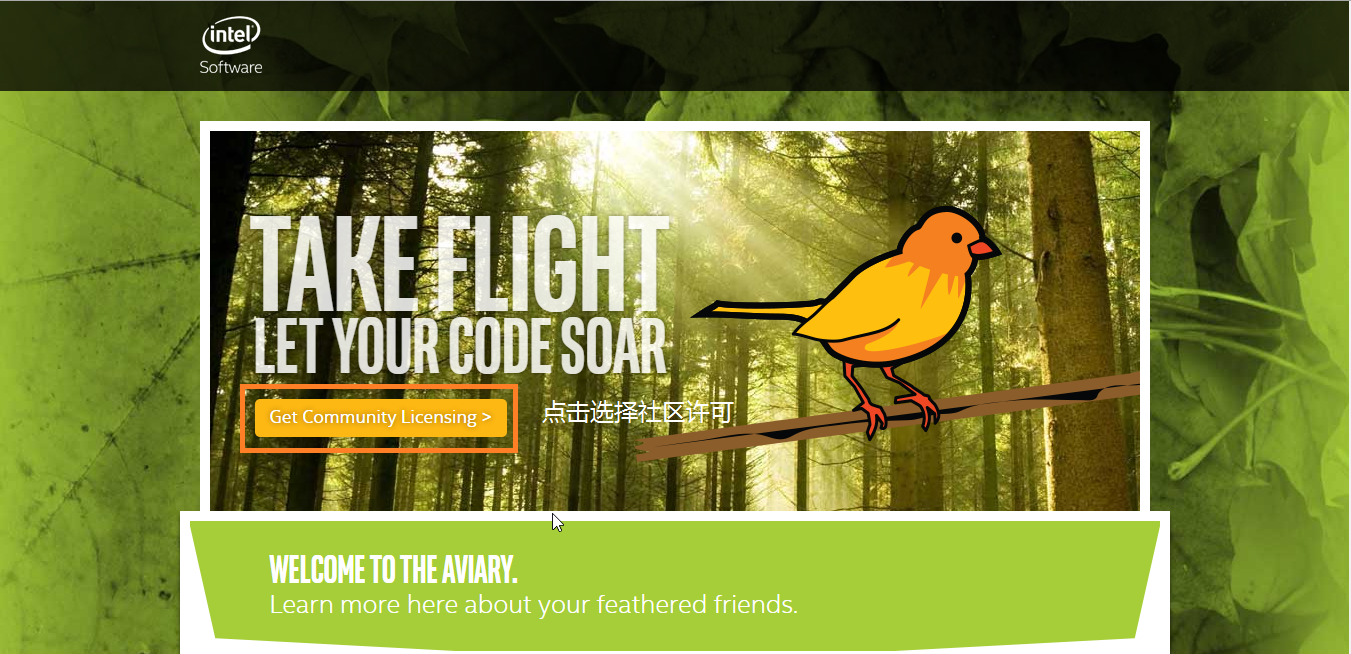 intel
Software
TAKE FLIGHT
LET YOUR CODE SOAR
Get Community Licensing >
点击选择社区许可
WELCOME TO THE AVIARY.
Learn more here about your feathered friends.